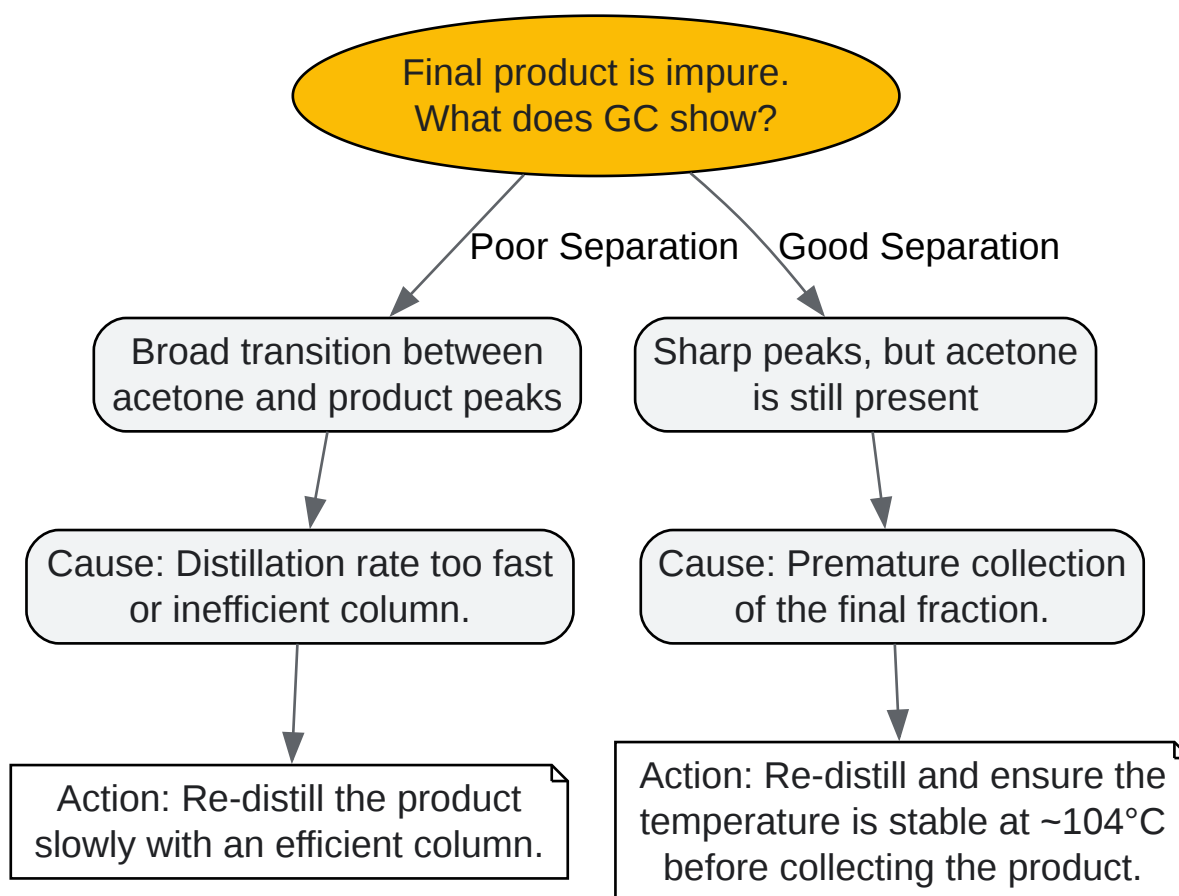 Final product is impure.
What does GC show?
Poor Separation
Good Separation
Broad transition between
acetone and product peaks
Sharp peaks, but acetone
is still present
Cause: Distillation rate too fast
or inefficient column.
Cause: Premature collection
of the final fraction.
Action: Re-distill the product
slowly with an efficient column.
Action: Re-distill and ensure the
temperature is stable at ~104°C
before collecting the product.